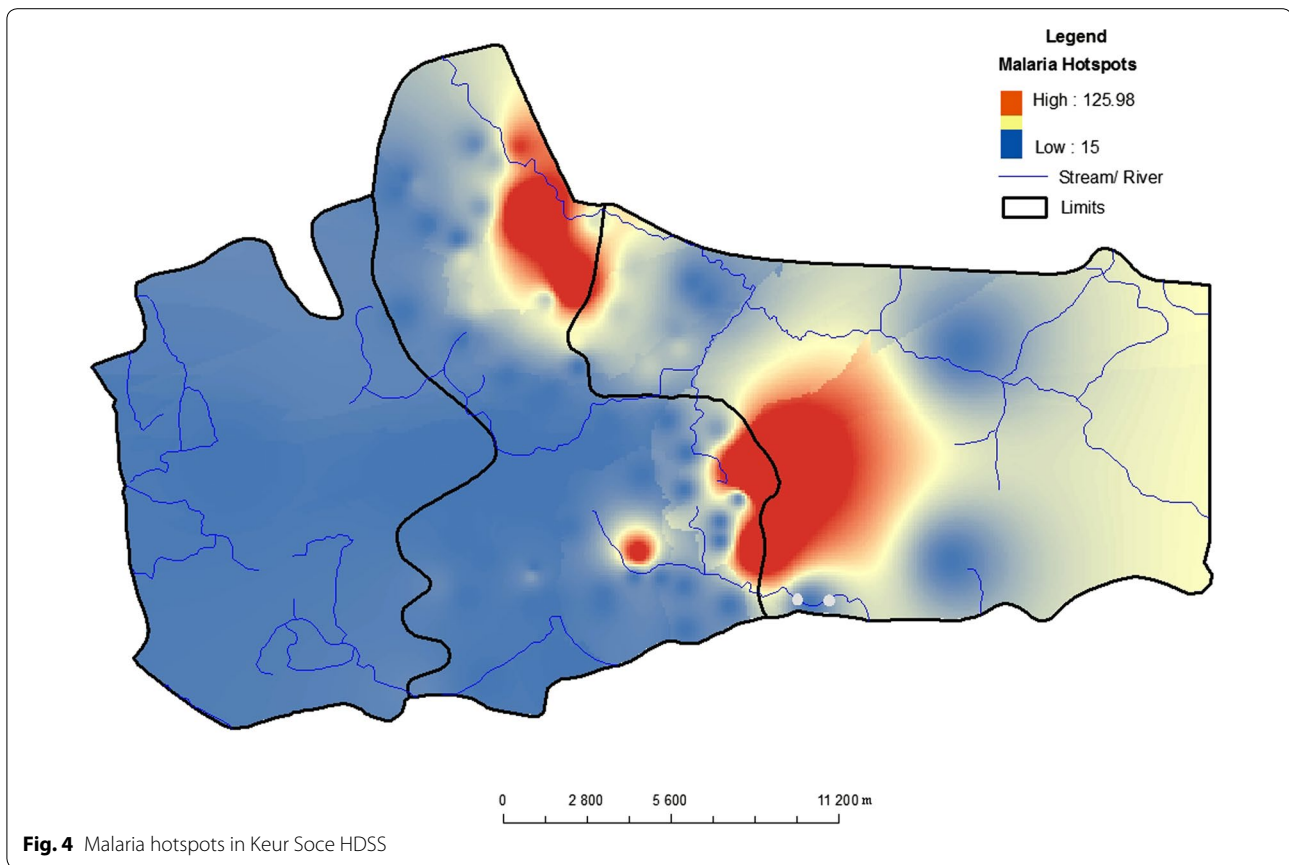 Legend
Malaria Hotspots
High : 125.98
Low : 15
Stream/ River
Limits
0 2 800 5 600 11 200 m
Fig. 4 Malaria hotspots in Keur Soce HDSS